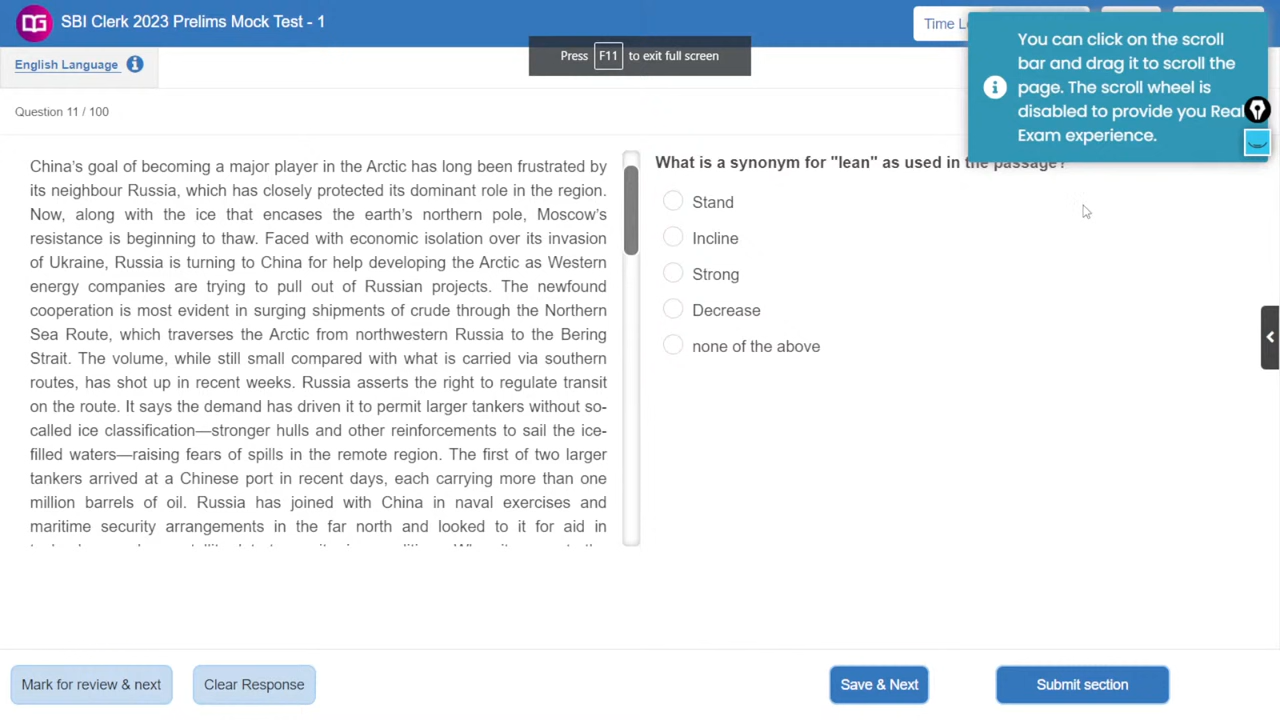 SBI Clerk 2023 Prelims Mock Test - 1
Time L
You can click on the scroll
bar and drag it to scroll the
page. The scroll wheel is
disabled to provide you Real
Exam experience.
Press F11 to exit full screen
English Language
Question 11 / 100
China's goal of becoming a major player in the Arctic has long been frustrated by
its neighbour Russia, which has closely protected its dominant role in the region.
Now, along with the ice that encases the earth's northern pole, Moscow's
resistance is beginning to thaw. Faced with economic isolation over its invasion
of Ukraine, Russia is turning to China for help developing the Arctic as Western
energy companies are trying to pull out of Russian projects. The newfound
cooperation is most evident in surging shipments of crude through the Northern
Sea Route, which traverses the Arctic from northwestern Russia to the Bering
Strait. The volume, while still small compared with what is carried via southern
routes, has shot up in recent weeks. Russia asserts the right to regulate transit
on the route. It says the demand has driven it to permit larger tankers without so-
called ice classification—stronger hulls and other reinforcements to sail the ice-
filled waters—raising fears of spills in the remote region. The first of two larger
tankers arrived at a Chinese port in recent days, each carrying more than one
million barrels of oil. Russia has joined with China in naval exercises and
maritime security arrangements in the far north and looked to it for aid in
What is a synonym for "lean" as used in the passage?
Stand
Incline
Strong
Decrease
none of the above
Mark for review & next
Clear Response
Save & Next
Submit section